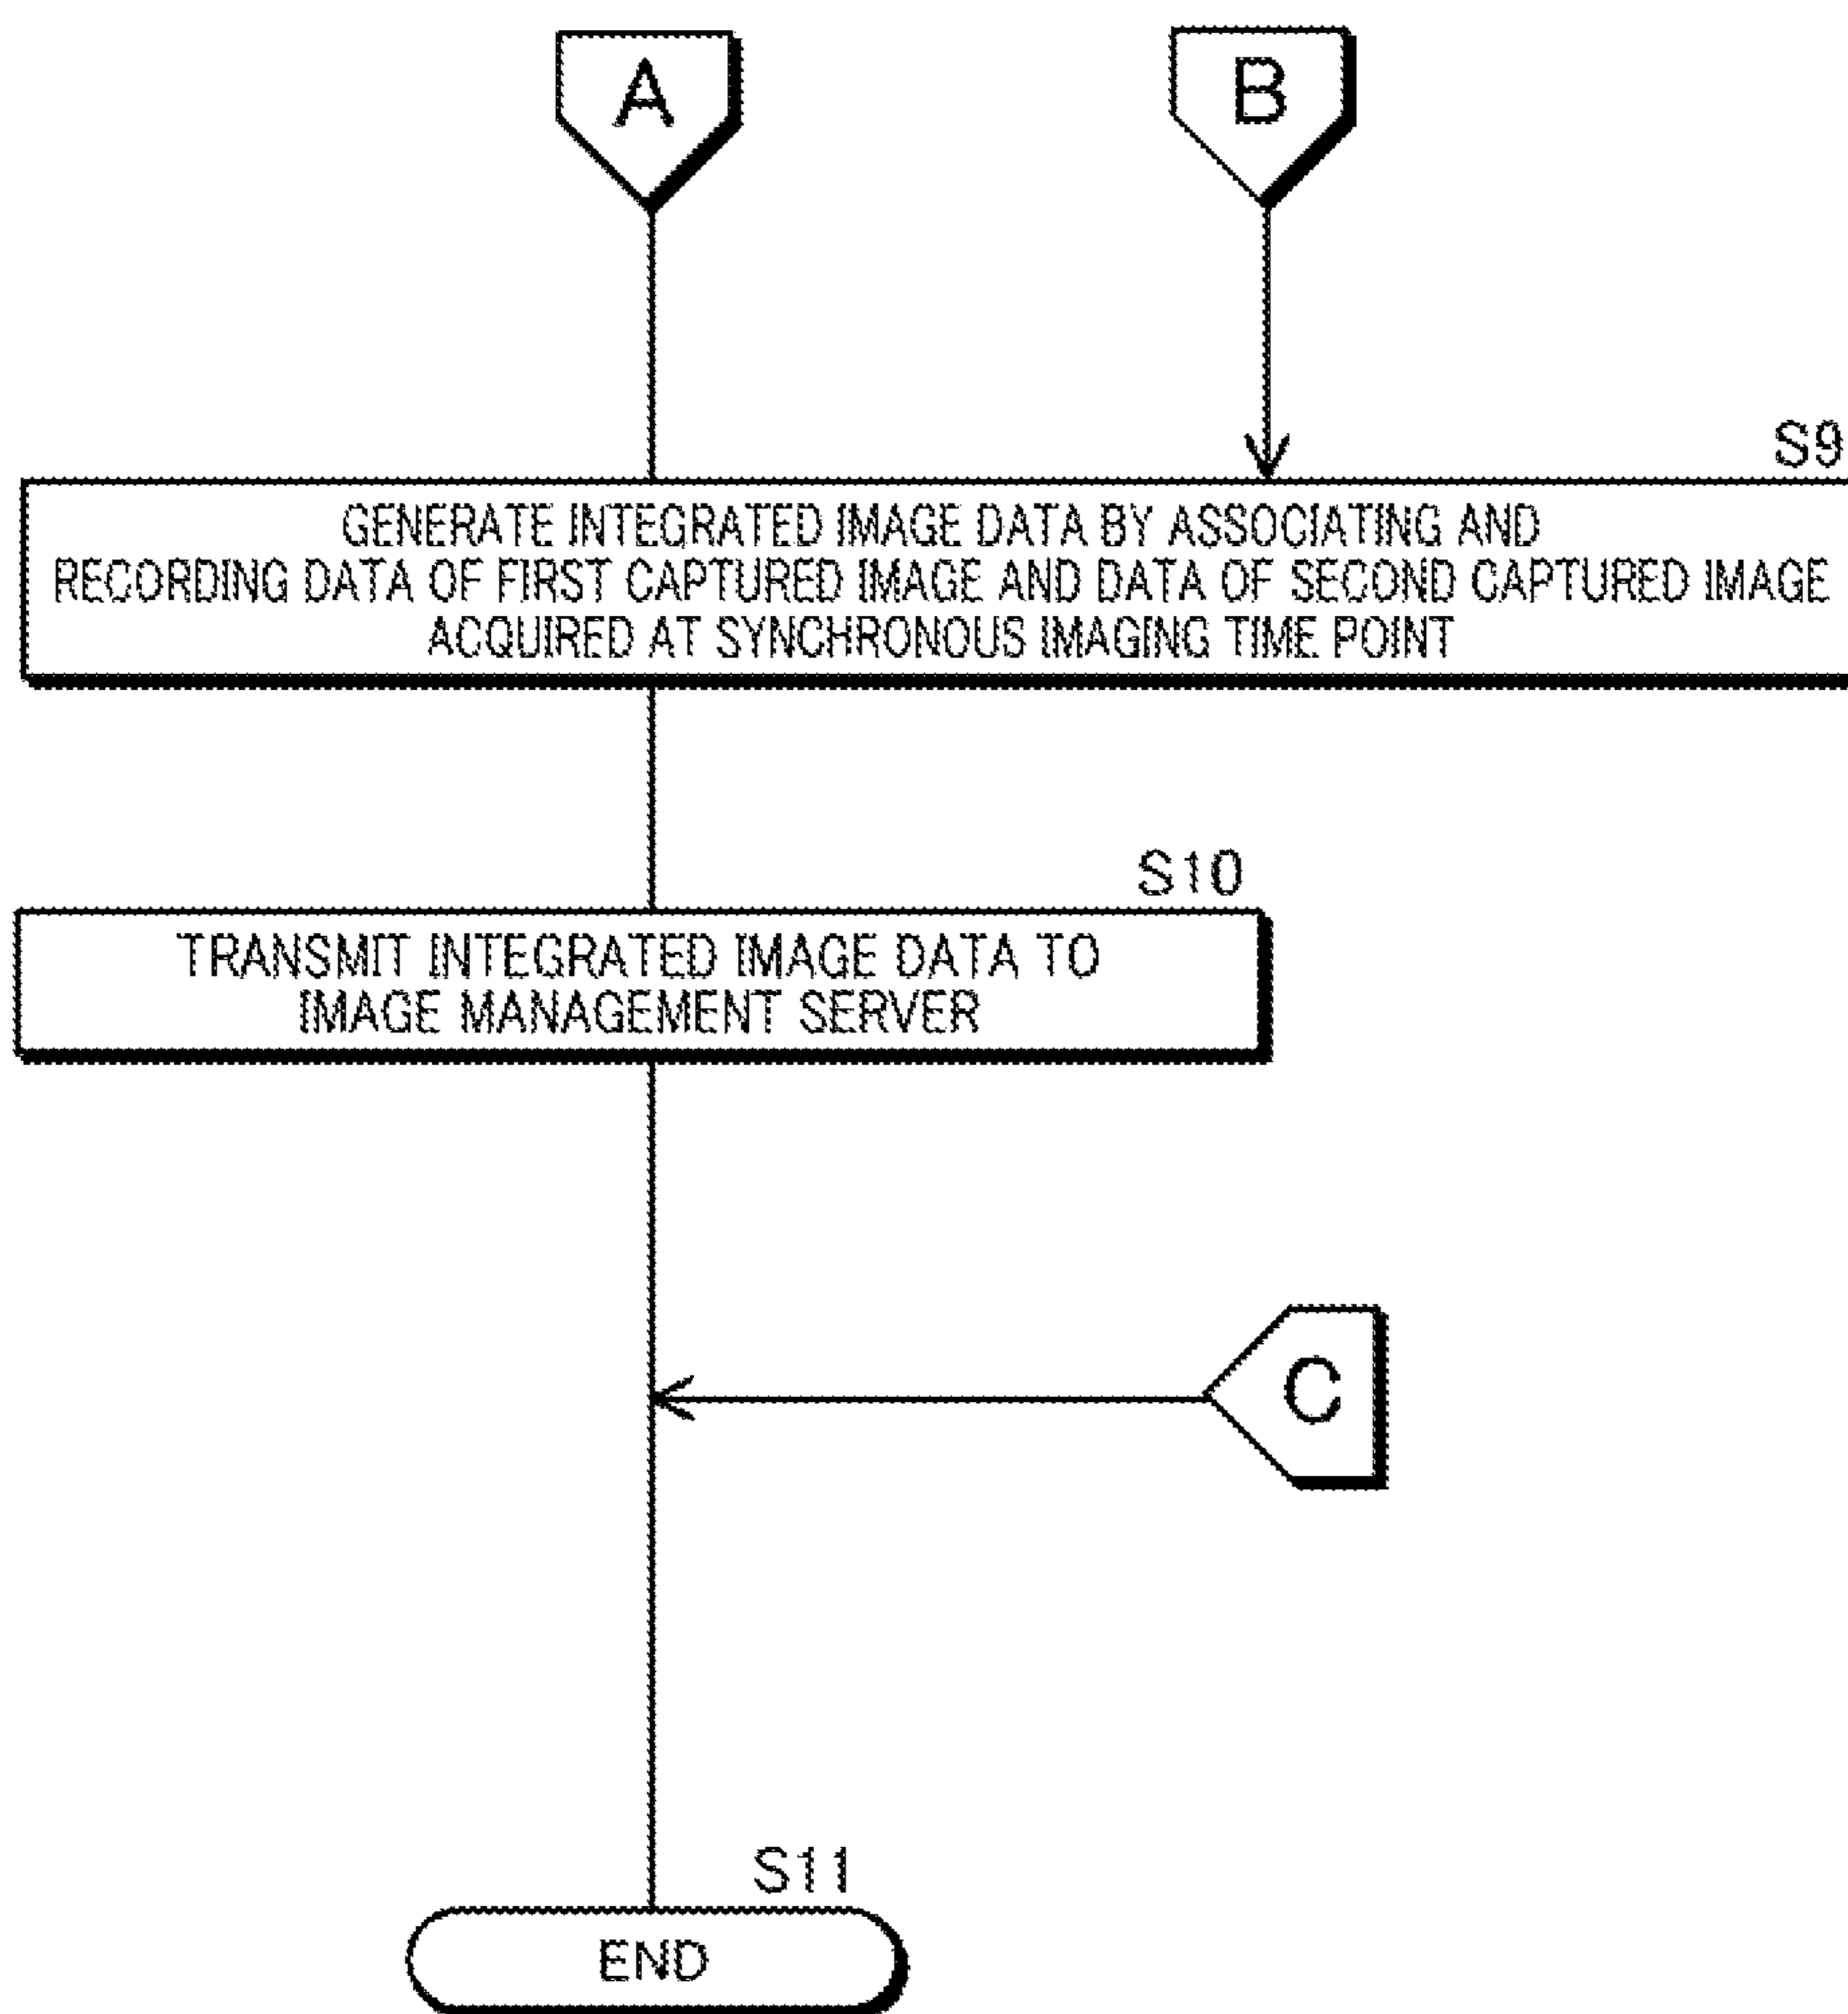 A
B
S9
GENERATE INTEGRATED IMAGE DATA BY ASSOCIATING AND
RECORDING DATA OF FIRST CAPTURED IMAGE AND DATA OF SECOND CAPTURED IMAGE
ACQUIRED AT SYNCHRONOUS IMAGING TIME POINT
S10
TRANSMIT INTEGRATED IMAGE DATA TO
IMAGE MANAGEMENT SERVER
C
S11
END